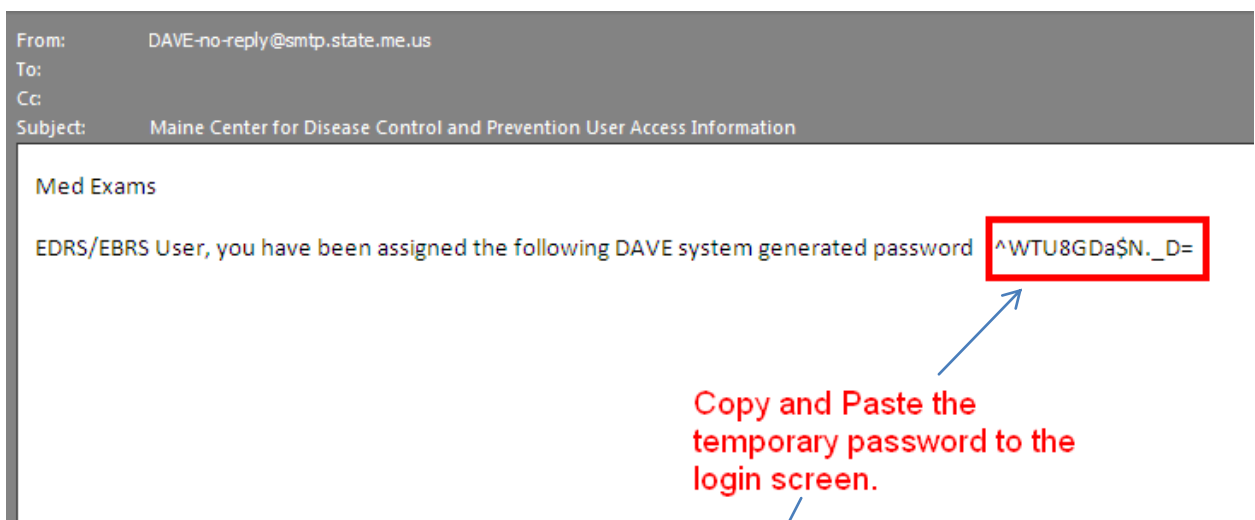 From: DAVE-no-reply@smtp.state.me.us
To:
Cc:
Subject: Maine Center for Disease Control and Prevention User Access Information
Med Exams
EDRS/EBRS User, you have been assigned the following DAVE system generated password ^WTU8GDa$N._D=
Copy and Paste the
temporary password to the
login screen.